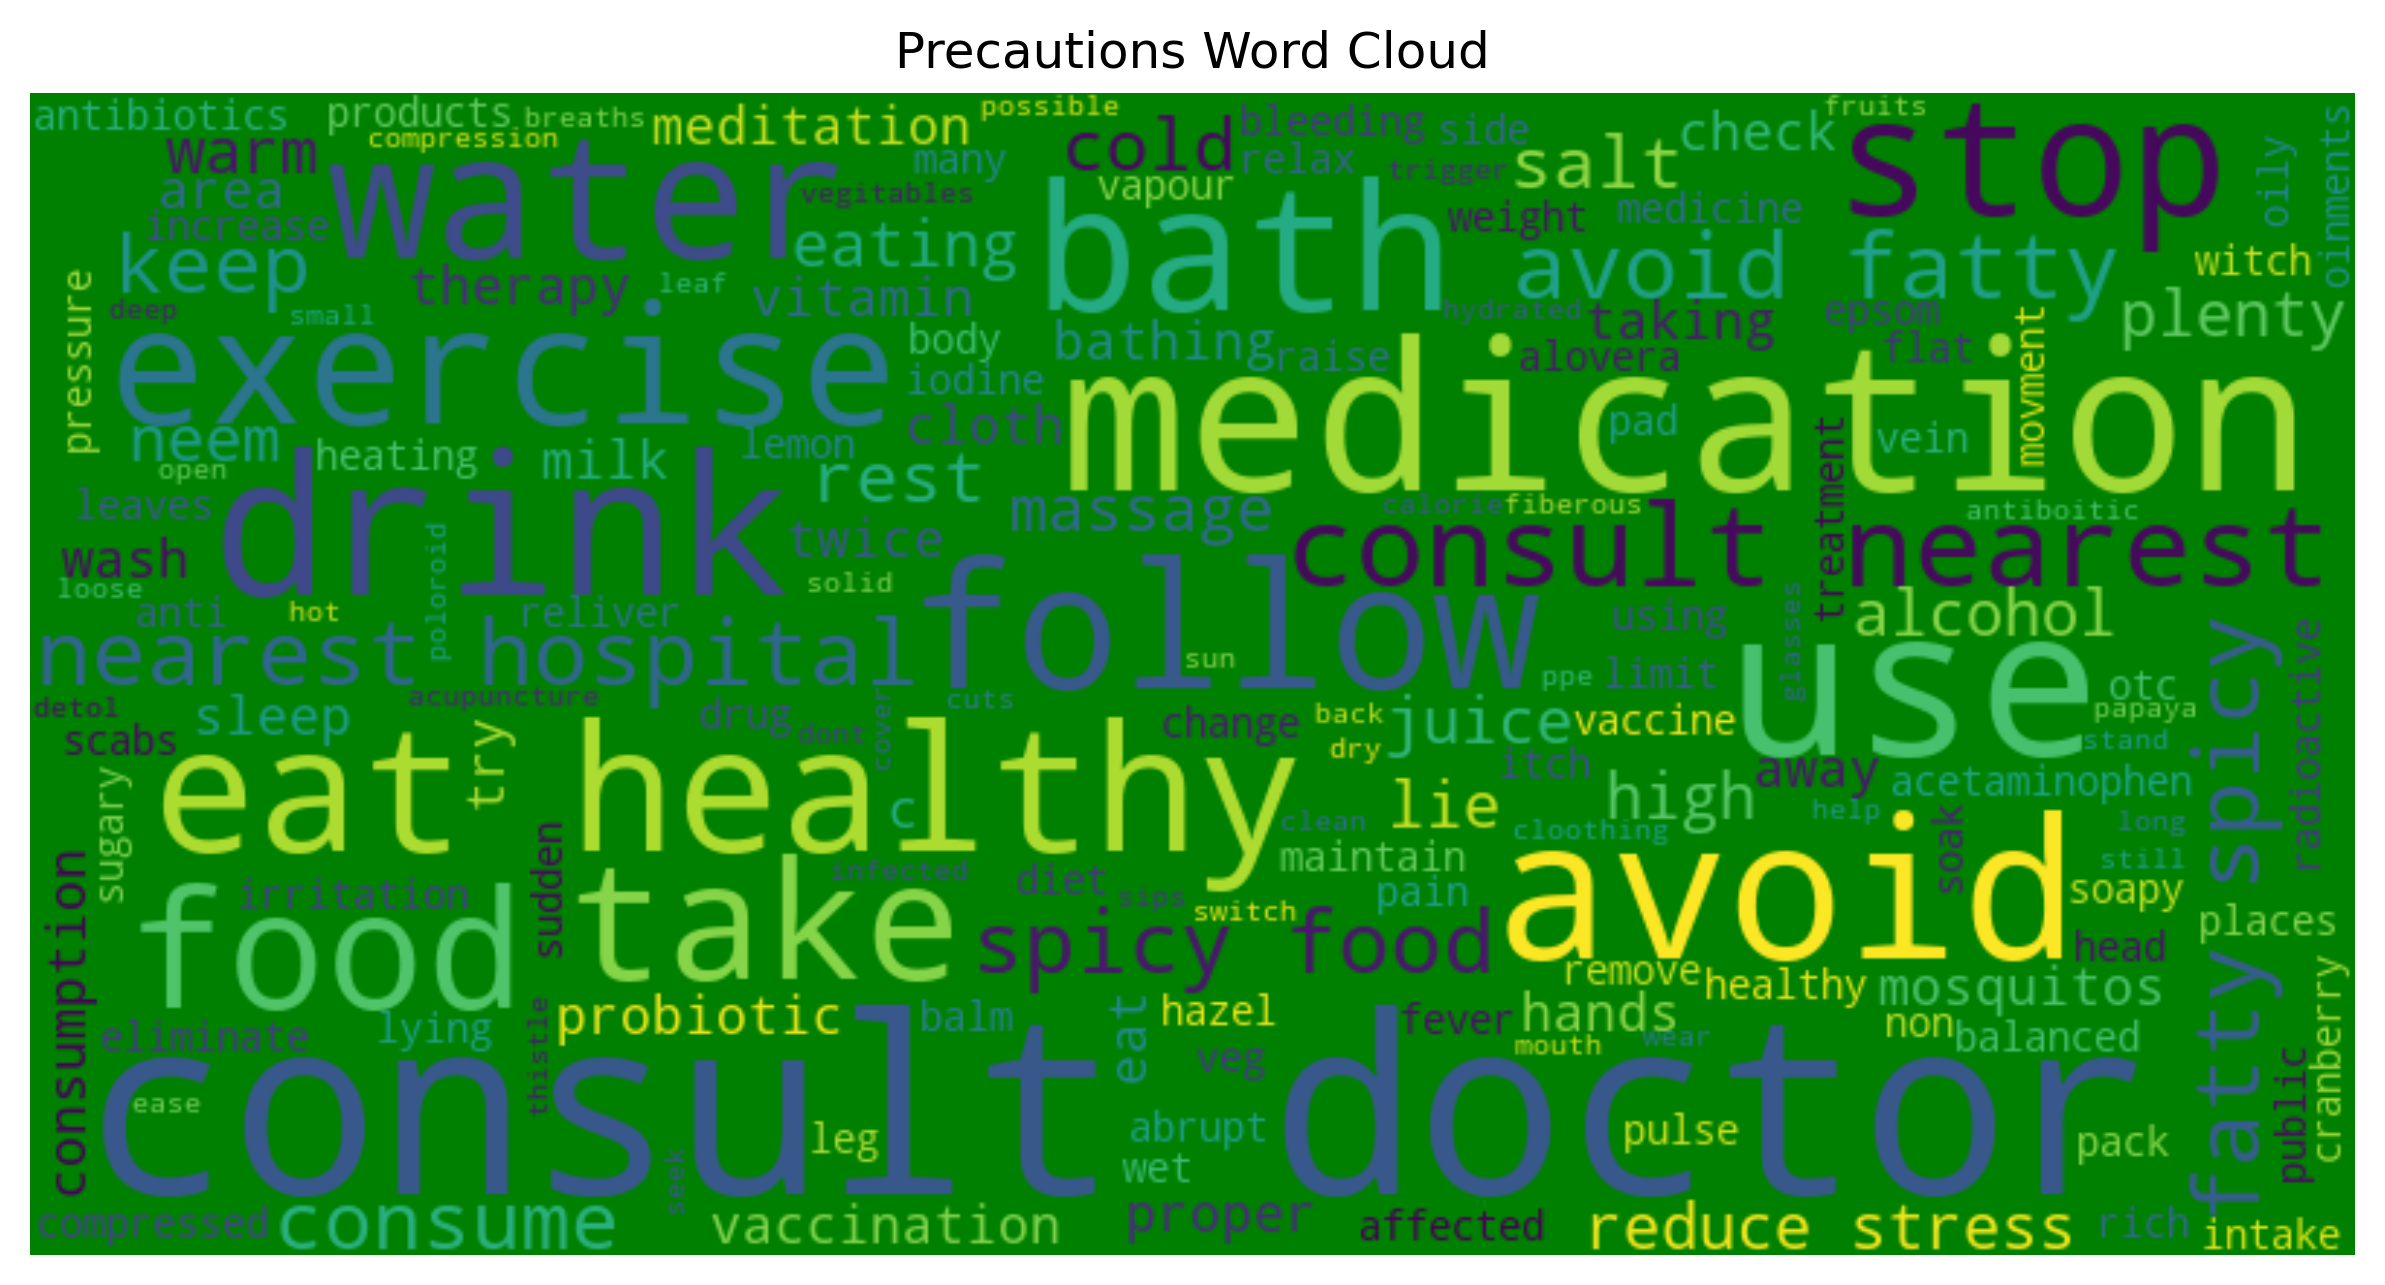 Precautions Word Cloud
antibiotics
products
breaths
compression
meditation
possible
cold
bleeding
side
relax
trigger
salt
check
fruits
stop
oily
oinments
warm
water
many
vegitables
vapour
area
increase
keep
eating
bath
weight
medicine
avoid
fatty
witch
therapy
leaf
vitamin
hydrated
taking
epsom
plenty
pressure
deep
small
exercise
body
bathing
raise
alovera
flat
movment
iodine
cloth
medication
pad
vein
neem
open
heating
milk
lemon
rest
leaves
drink
massage
calorie
fiberous
treatment
antiboitic
twice
consult nearest
wash
loose
poloroid
solid
anti
hot
reliver
follow
using
glasses
alcohol
nearest hospital
sun
ppe
limit
use
spicy
radioactive
otc
papaya
detol
acupuncture
cuts
cover
sleep
drug
dont
change
back
juice
vaccine
scabs
dry
stand
eat healthy
try
itch
away
acetaminophen
sugary
c
lie
high
help
long
clean
cloothing
soak
maintain
avoid
still
consumption
sudden
infected
diet
sips
pain
soapy
irritation
food
take
switch
places
spicy food
head
remove
healthy
mosquitos
fatty
cranberry
thistle
probiotic
balm
eat
hazel
fever
hands
non
eliminate
lying
mouth
wear
balanced
veg
public
consult doctor
ease
abrupt
pulse
leg
pack
wet
seek
compressed
consume
vaccination
proper
affected
reduce stress
rich
intake